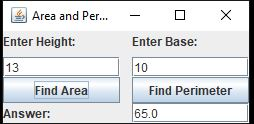 Area and Per...
Enter Height: Enter Base:
13 10
Find Area Find Perimeter
Answer: 65.0